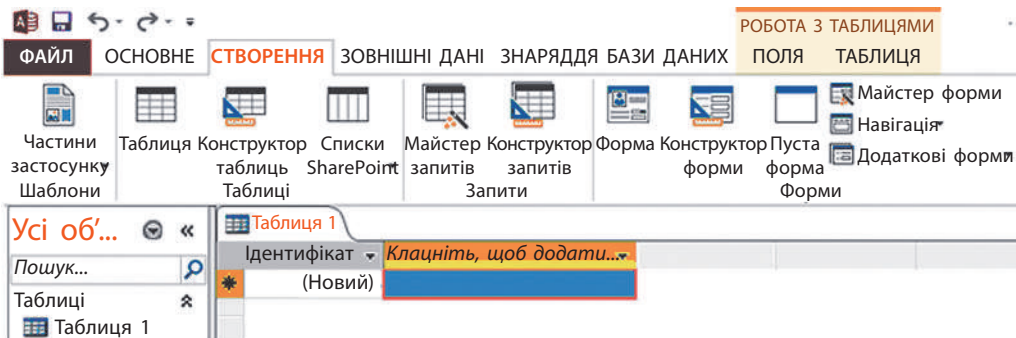 РОБОТА З ТАБЛИЦЯМИ
ФАЙЛ ОСНОВНЕ СТВОРЕННЯ ЗОВНІШНІ ДАНІ ЗНАРЯДДЯ БАЗИ ДАНИХ ПОЛЯ ТАБЛИЦЯ
Частини застосунку
Шаблони
Таблиця
Конструктор таблиць
Списки SharePoint
Таблиці
Майстер запитів
Конструктор запитів
Запити
Форма
Конструктор форми
Пуста форма
Майстер форми
Навігація
Додаткові форми
Форми
Усі об’...
Пошук...
Таблиці
Таблиця 1
Таблиця 1
Ідентифікат Клацніть, щоб додати...
(Новий)